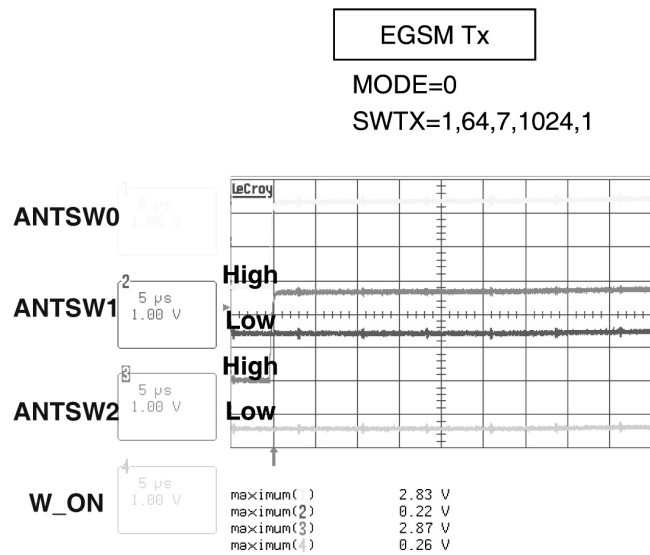 EGSM Tx
MODE=0
SWTX=1,64,7,1024,1
LeCroy
1
ANTSW0
5 µs
1.00 V
High
2
ANTSW1
5 µs
1.00 V
Low
High
3
ANTSW2
5 µs
1.00 V
Low
4
W_ON
5 µs
1.00 V
maximum(1) 2.83 V
maximum(2) 0.22 V
maximum(3) 2.87 V
maximum(4) 0.26 V